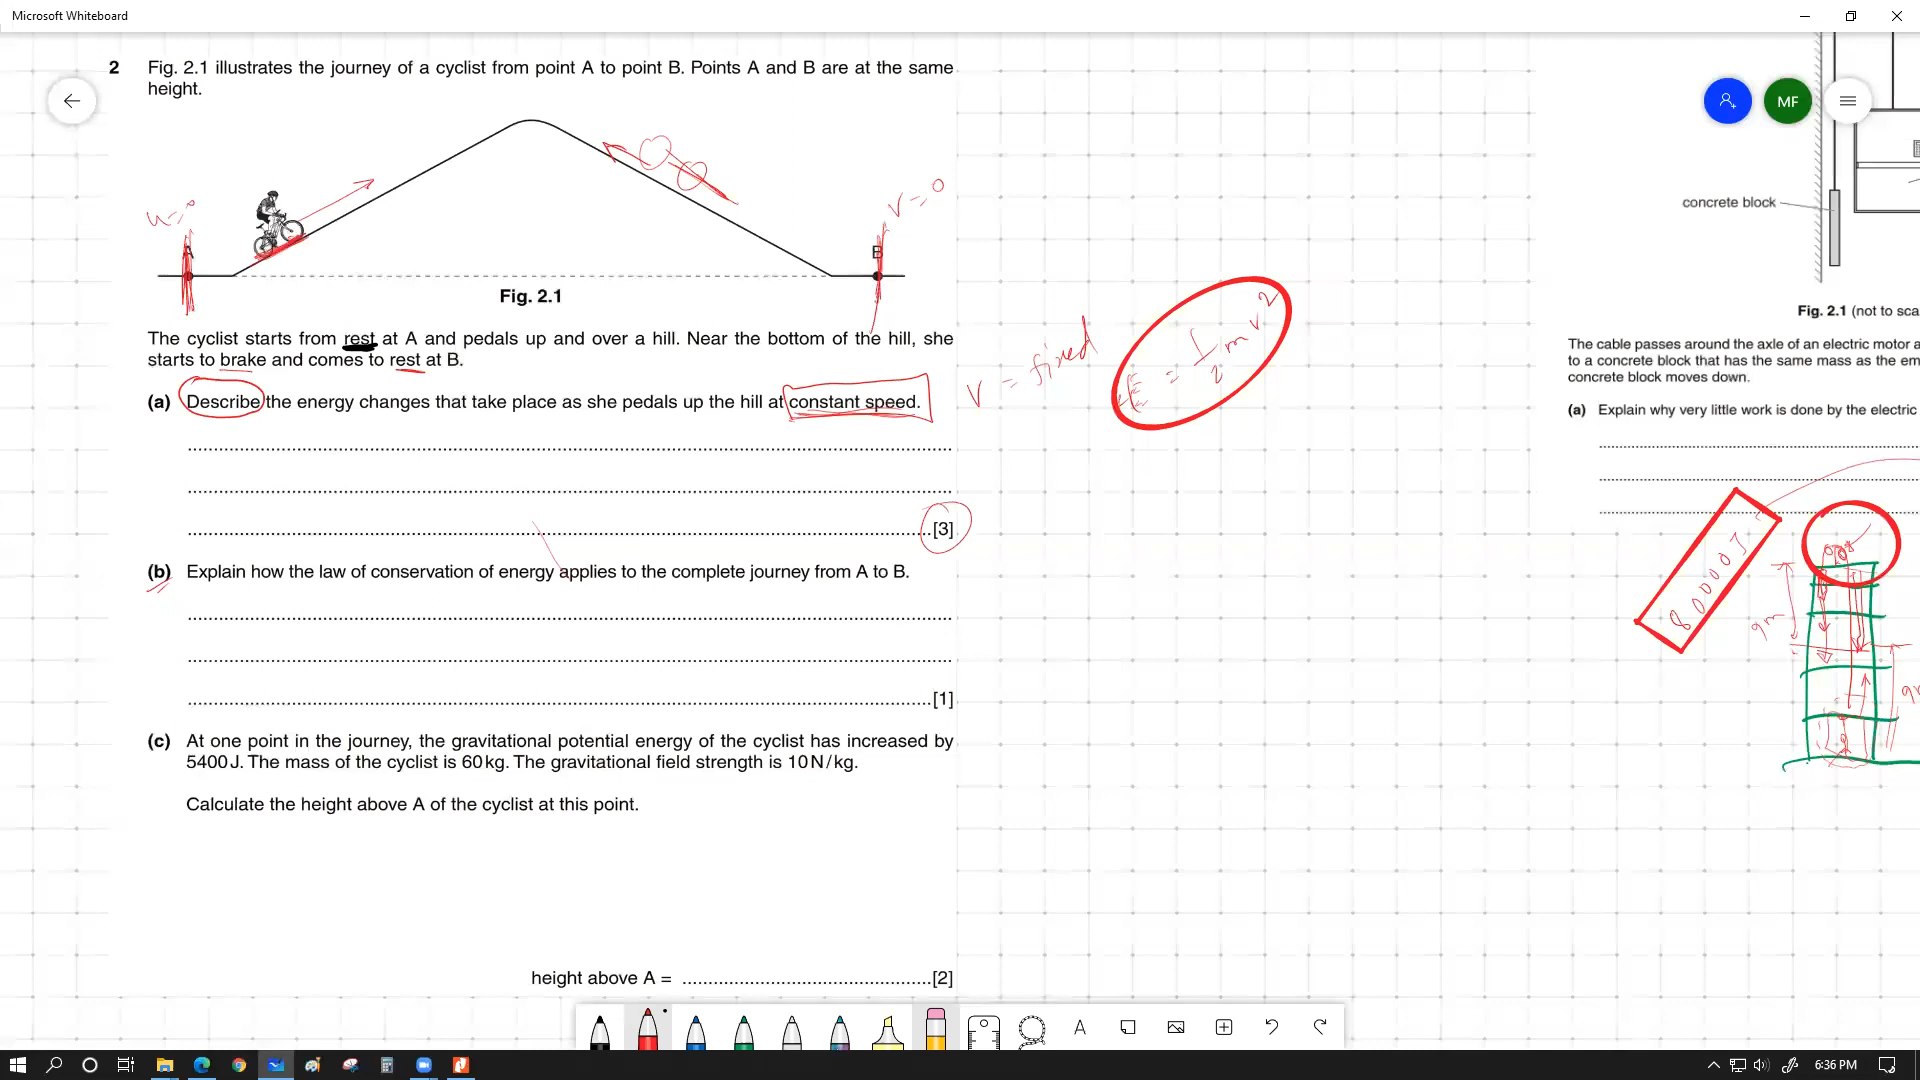 Microsoft Whiteboard
2 Fig. 2.1 illustrates the journey of a cyclist from point A to point B. Points A and B are at the same
height.
u=0
A
B
v=0
Fig. 2.1
The cyclist starts from rest at A and pedals up and over a hill. Near the bottom of the hill, she
starts to brake and comes to rest at B.
(a) Describe the energy changes that take place as she pedals up the hill at constant speed.
[3]
(b) Explain how the law of conservation of energy applies to the complete journey from A to B.
[1]
(c) At one point in the journey, the gravitational potential energy of the cyclist has increased by
5400J. The mass of the cyclist is 60kg. The gravitational field strength is 10N/kg.
Calculate the height above A of the cyclist at this point.
height above A = [2]
v = fixed
E = 1/2 m v²
MF
concrete block
Fig. 2.1 (not to sca
The cable passes around the axle of an electric motor a
to a concrete block that has the same mass as the em
concrete block moves down.
(a) Explain why very little work is done by the electric
80000J
9m
A
6:36 PM